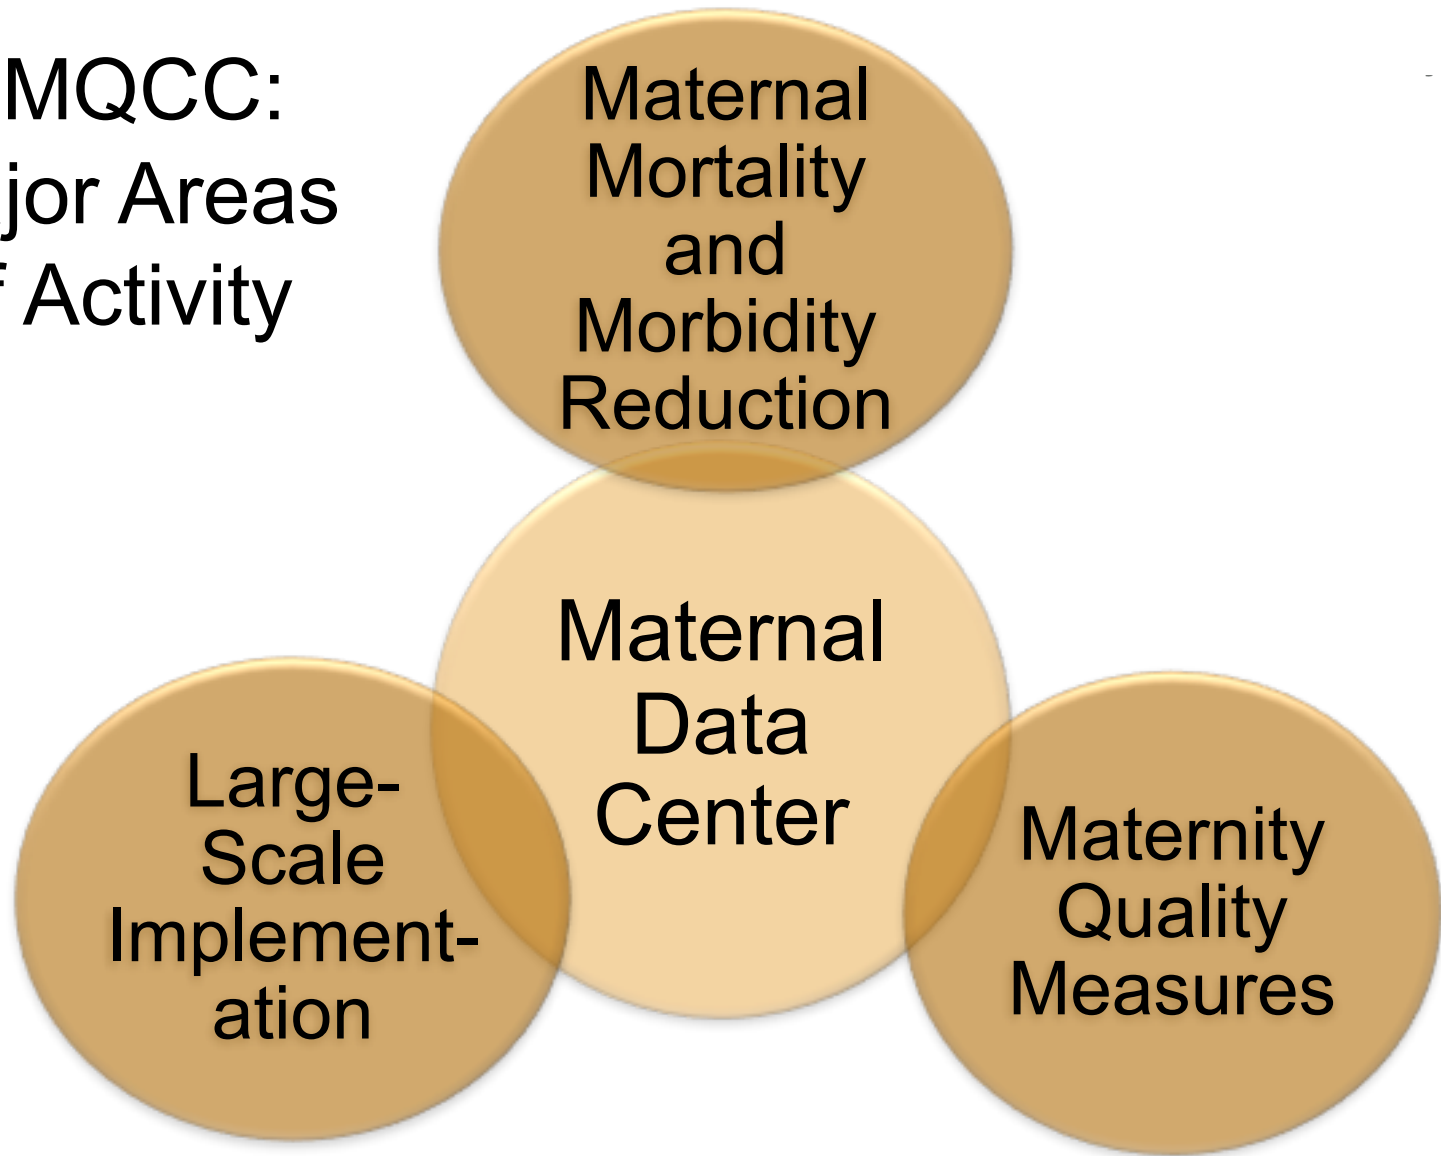 MQCC:
jor Areas
f Activity
Maternal
Mortality
and
Morbidity
Reduction
Maternal
Data
Center
Large-
Scale
Implement-
ation
Maternity
Quality
Measures